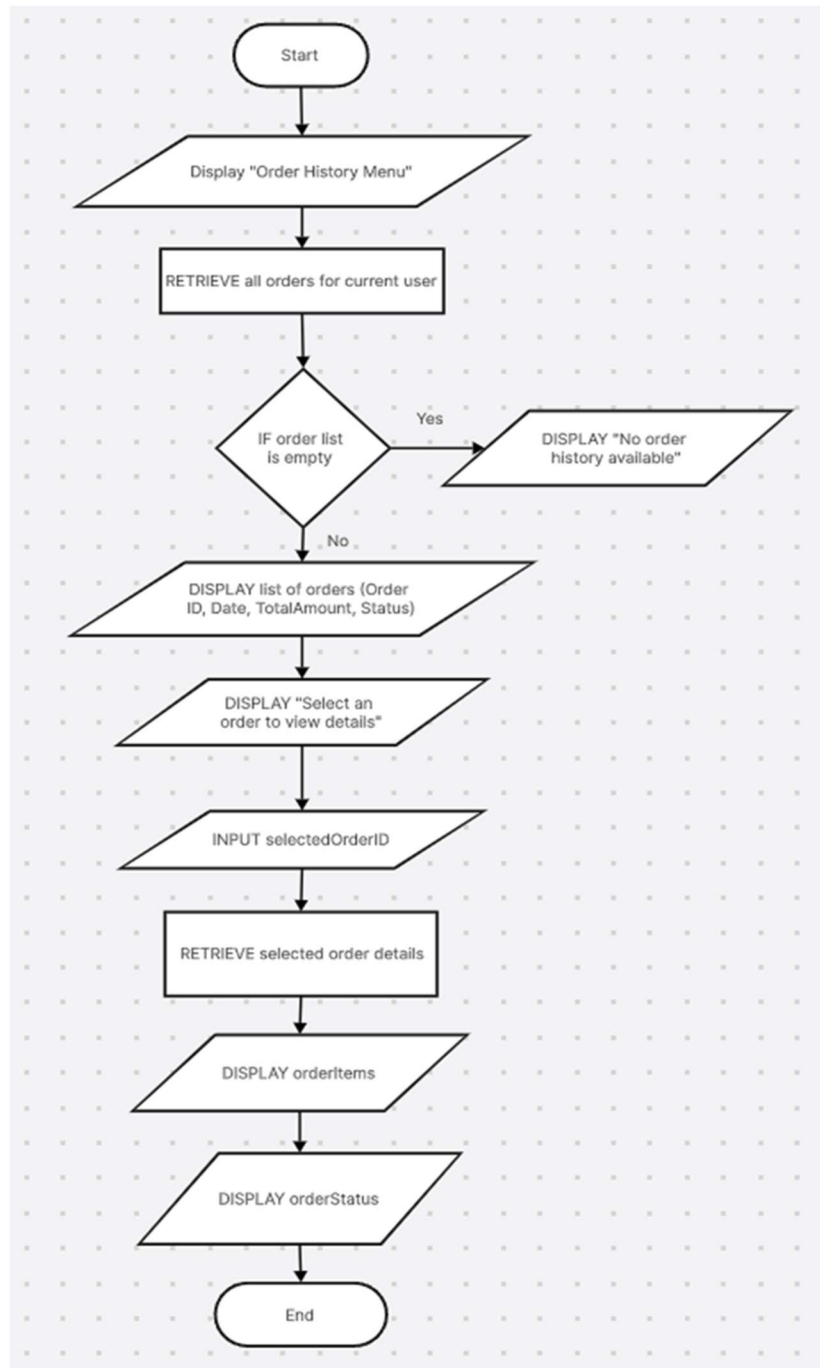 Start
Display "Order History Menu"
RETRIEVE all orders for current user
IF order list
is empty
Yes
DISPLAY "No order
history available"
No
DISPLAY list of orders (Order
ID, Date, TotalAmount, Status)
DISPLAY "Select an
order to view details"
INPUT selectedOrderID
RETRIEVE selected order details
DISPLAY orderItems
DISPLAY orderStatus
End